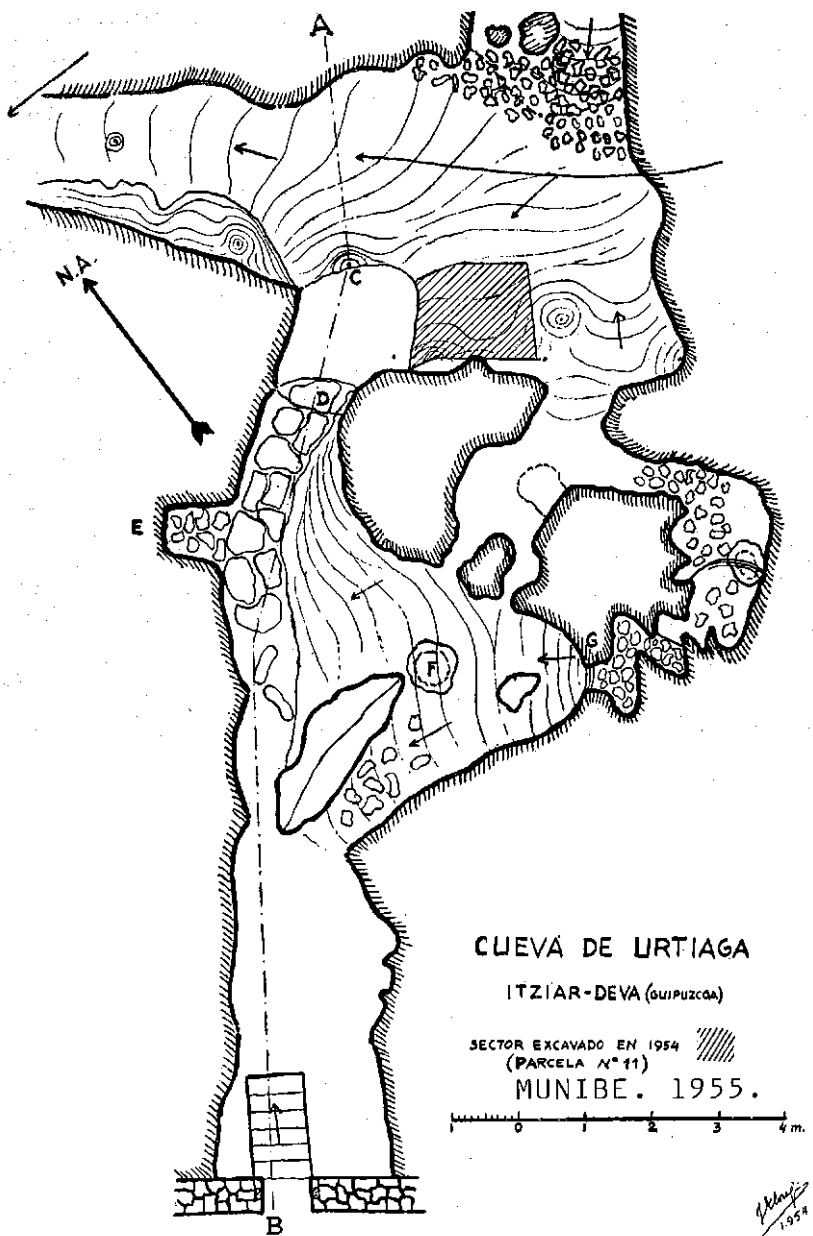 A
N.A.
C
D
E
F
G
CUEVA DE URTIAGA
ITZIAR-DEVA (GUIPUZCOA)
SECTOR EXCAVADO EN 1954
(PARCELA Nº 11)
MUNIBE. 1955.
1 0 1 2 3 4 m.
1954
B